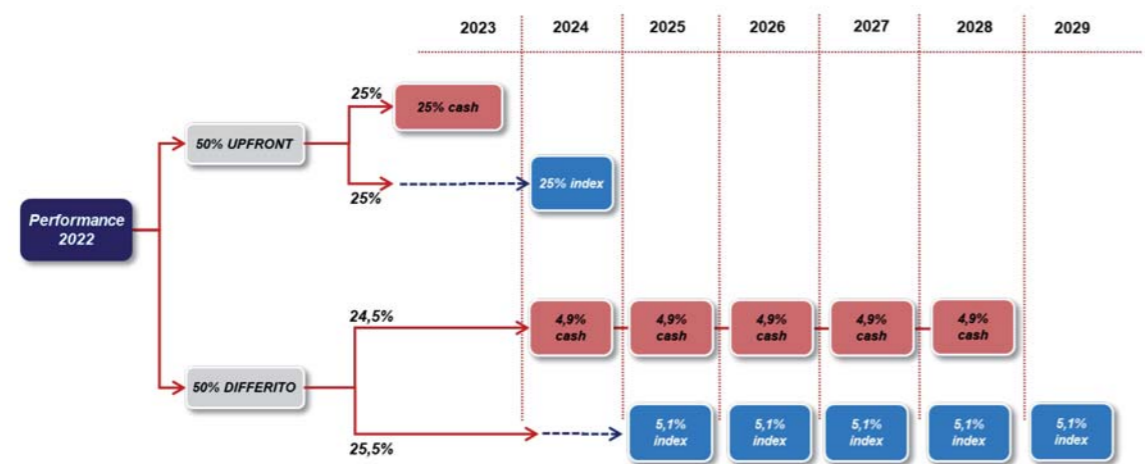 2023 2024 2025 2026 2027 2028 2029
25%
25% cash
50% UPFRONT
25% index
25%
Performance
2022
24,5%
4,9%
cash
4,9%
cash
4,9%
cash
4,9%
cash
4,9%
cash
50% DIFFERITO
25,5%
5,1%
index
5,1%
index
5,1%
index
5,1%
index
5,1%
index